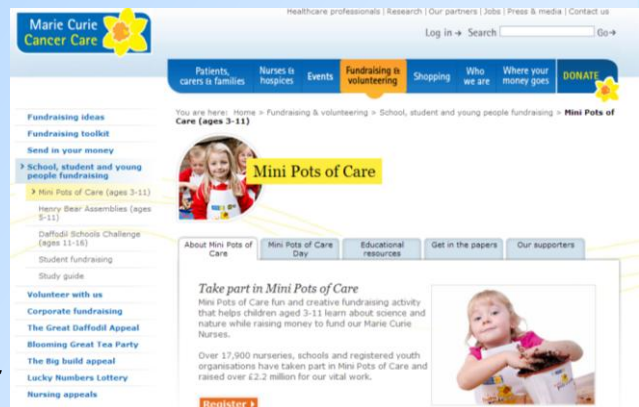 Healthcare professionals | Research | Our partners | Jobs | Press & media | Contact us
Marie Curie
Cancer Care
Log in → Search Go→
Patients,
carers & families
Nurses &
hospices
Events
Fundraising &
volunteering
Shopping
Who
we are
Where your
money goes
DONATE
You are here: Home > Fundraising & volunteering > School, student and young people fundraising > Mini Pots of
Care (ages 3-11)
Fundraising ideas
Fundraising toolkit
Send in your money
> School, student and young
people fundraising
> Mini Pots of Care (ages 3-11)
Henry Bear Assemblies (ages
5-11)
Daffodil Schools Challenge
(ages 11-16)
Student fundraising
Study guide
Volunteer with us
Corporate fundraising
The Great Daffodil Appeal
Blooming Great Tea Party
The Big build appeal
Lucky Numbers Lottery
Nursing appeals
Mini Pots of Care
About Mini Pots of
Care
Mini Pots of Care
Day
Educational
resources
Get in the papers
Our supporters
Take part in Mini Pots of Care
Mini Pots of Care fun and creative fundraising activity
that helps children aged 3-11 learn about science and
nature while raising money to fund our Marie Curie
Nurses.
Over 17,900 nurseries, schools and registered youth
organisations have taken part in Mini Pots of Care and
raised over £2.2 million for our vital work.
Register >